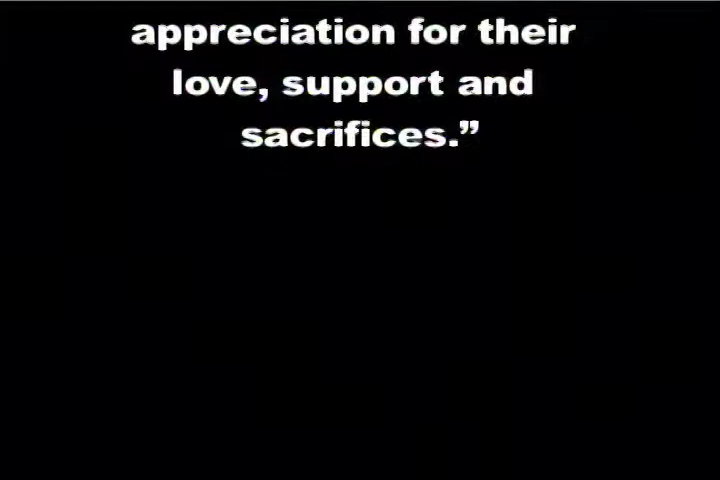 appreciation for their
love, support and
sacrifices.”